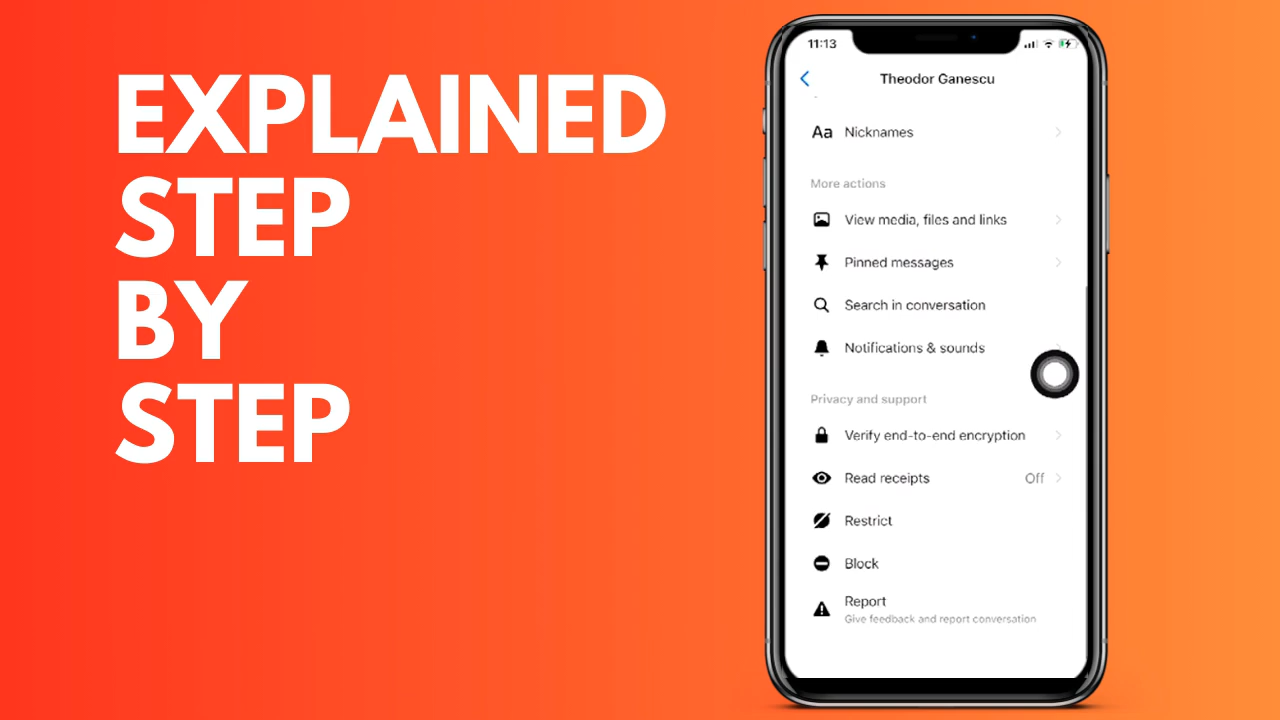 EXPLAINED
STEP
BY
STEP
11:13
Theodor Ganescu
Aa Nicknames
More actions
View media, files and links
Pinned messages
Search in conversation
Notifications & sounds
Privacy and support
Verify end-to-end encryption
Read receipts Off
Restrict
Block
Report
Give feedback and report conversation